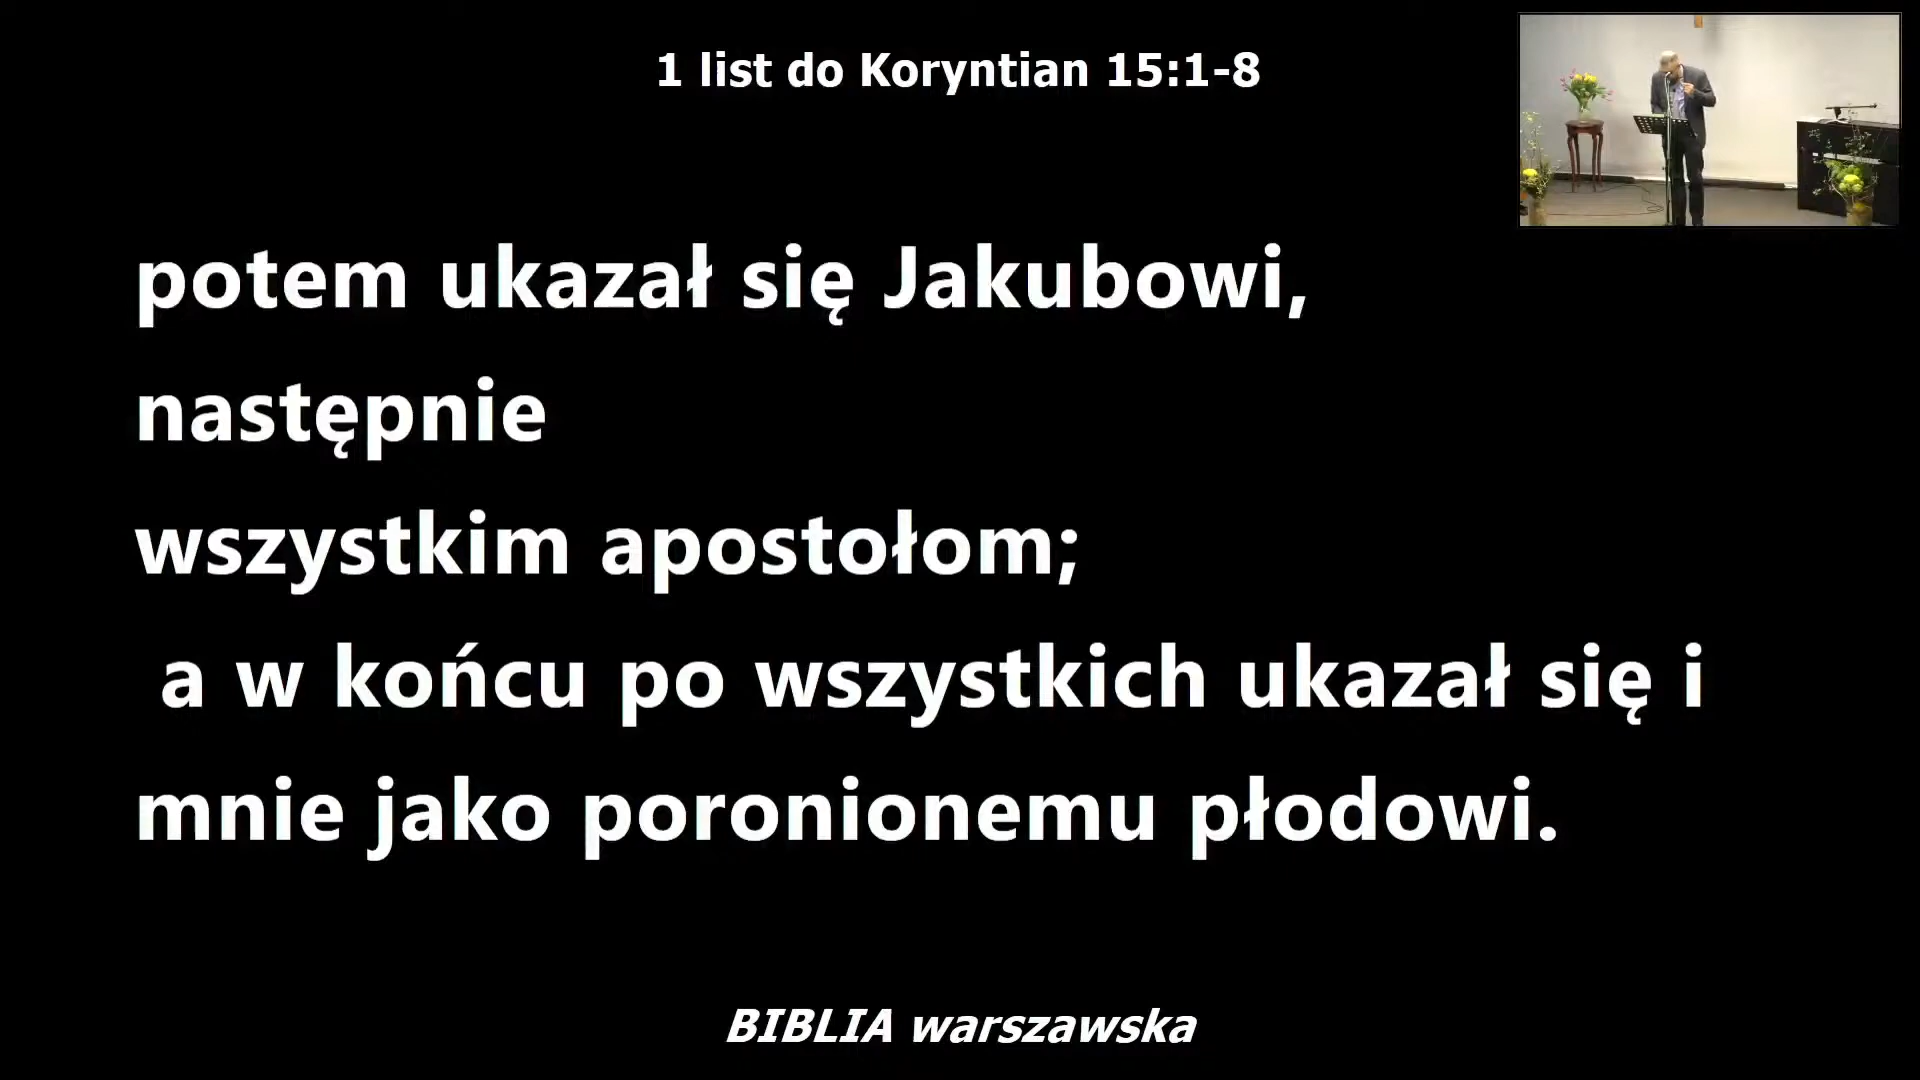 1 list do Koryntian 15:1-8
potem ukazał się Jakubowi,
następnie
wszystkim apostołom;
a w końcu po wszystkich ukazał się i
mnie jako poronionemu płodowi.
BIBLIA warszawska